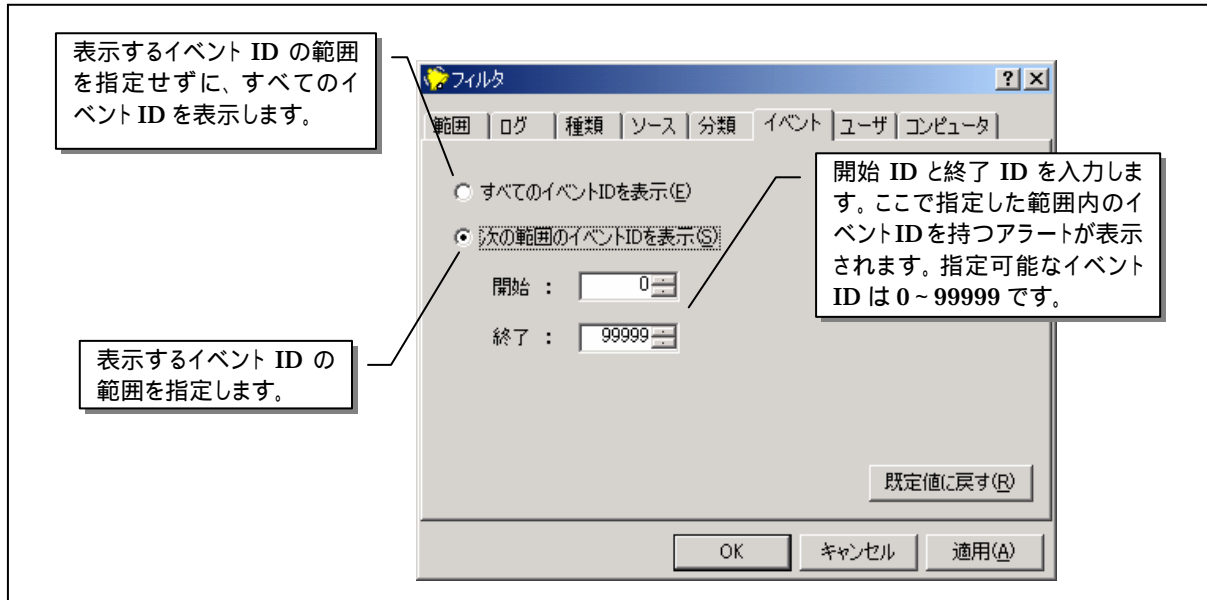 表示するイベント ID の範囲
を指定せずに、すべてのイ
ベント ID を表示します。
フィルタ
範囲 ログ 種類 ソース 分類 イベント ユーザ コンピュータ
すべてのイベントIDを表示(E)
次の範囲のイベントIDを表示(S)
開始 : 0
終了 : 99999
開始 ID と終了 ID を入力しま
す。ここで指定した範囲内のイ
ベントIDを持つアラートが表示
されます。指定可能なイベント
ID は 0~99999 です。
表示するイベント ID の
範囲を指定します。
既定値に戻す(R)
OK キャンセル 適用(A)